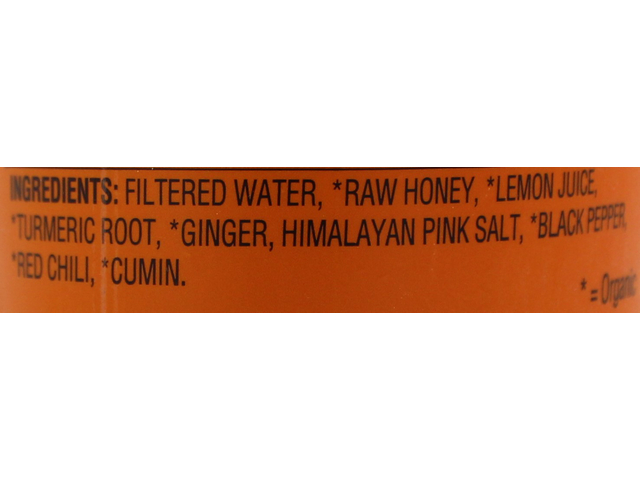 INGREDIENTS: FILTERED WATER, *RAW HONEY, *LEMON JUICE,
*TURMERIC ROOT, *GINGER, HIMALAYAN PINK SALT, *BLACK PEPPER,
*RED CHILI, *CUMIN.
* = Organic